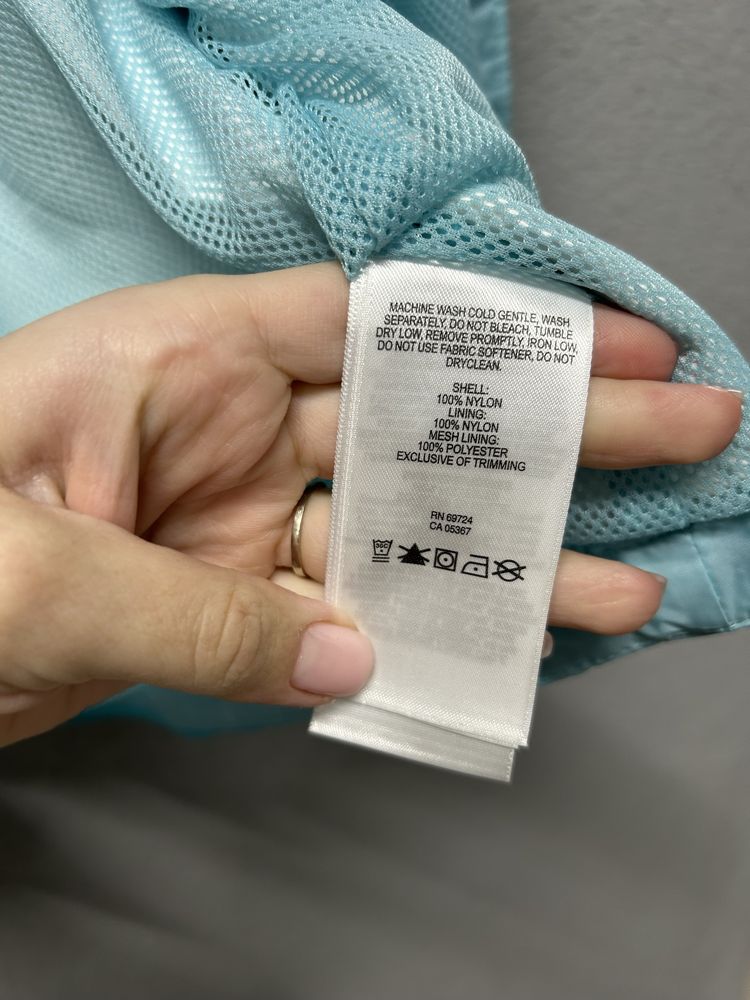 MACHINE WASH COLD GENTLE, WASH
SEPARATELY, DO NOT BLEACH, TUMBLE
DRY LOW, REMOVE PROMPTLY, IRON LOW,
DO NOT USE FABRIC SOFTENER, DO NOT
DRYCLEAN.
SHELL:
100% NYLON
LINING:
100% NYLON
MESH LINING:
100% POLYESTER
EXCLUSIVE OF TRIMMING
RN 69724
CA 05367
30C